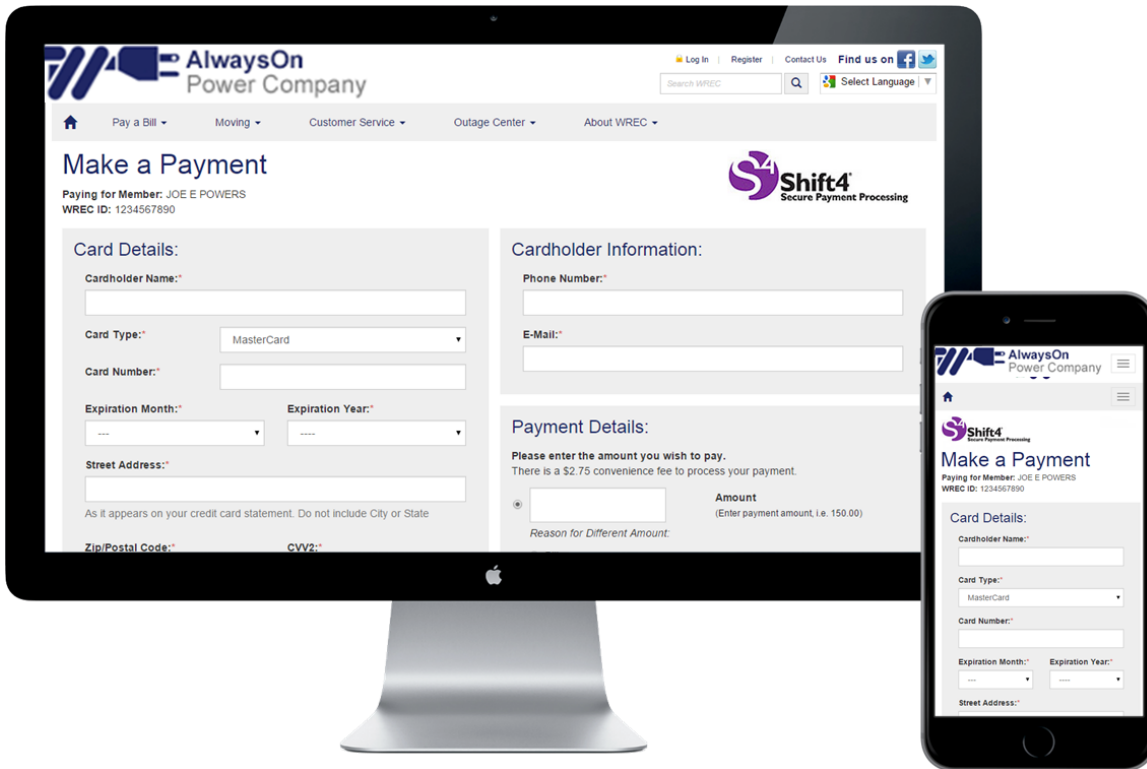 AlwaysOn
Power Company
Log In | Register | Contact Us Find us on
Search WREC
Select Language
Pay a Bill
Moving
Customer Service
Outage Center
About WREC
Make a Payment
Paying for Member: JOE E POWERS
WREC ID: 1234567890
S4 Shift4®
Secure Payment Processing
Card Details:
Cardholder Name:*
Card Type:*
MasterCard
Card Number:*
Expiration Month:* Expiration Year:*
--- ----
Street Address:*
As it appears on your credit card statement. Do not include City or State
Zip/Postal Code:* CVV2:*
Cardholder Information:
Phone Number:*
E-Mail:*
Payment Details:
Please enter the amount you wish to pay.
There is a $2.75 convenience fee to process your payment.
Amount
(Enter payment amount, i.e. 150.00)
Reason for Different Amount:
AlwaysOn
Power Company
S4 Shift4
Secure Payment Processing
Make a Payment
Paying for Member: JOE E POWERS
WREC ID: 1234567890
Card Details:
Cardholder Name:*
Card Type:*
MasterCard
Card Number:*
Expiration Month:* Expiration Year:*
--- ----
Street Address:*